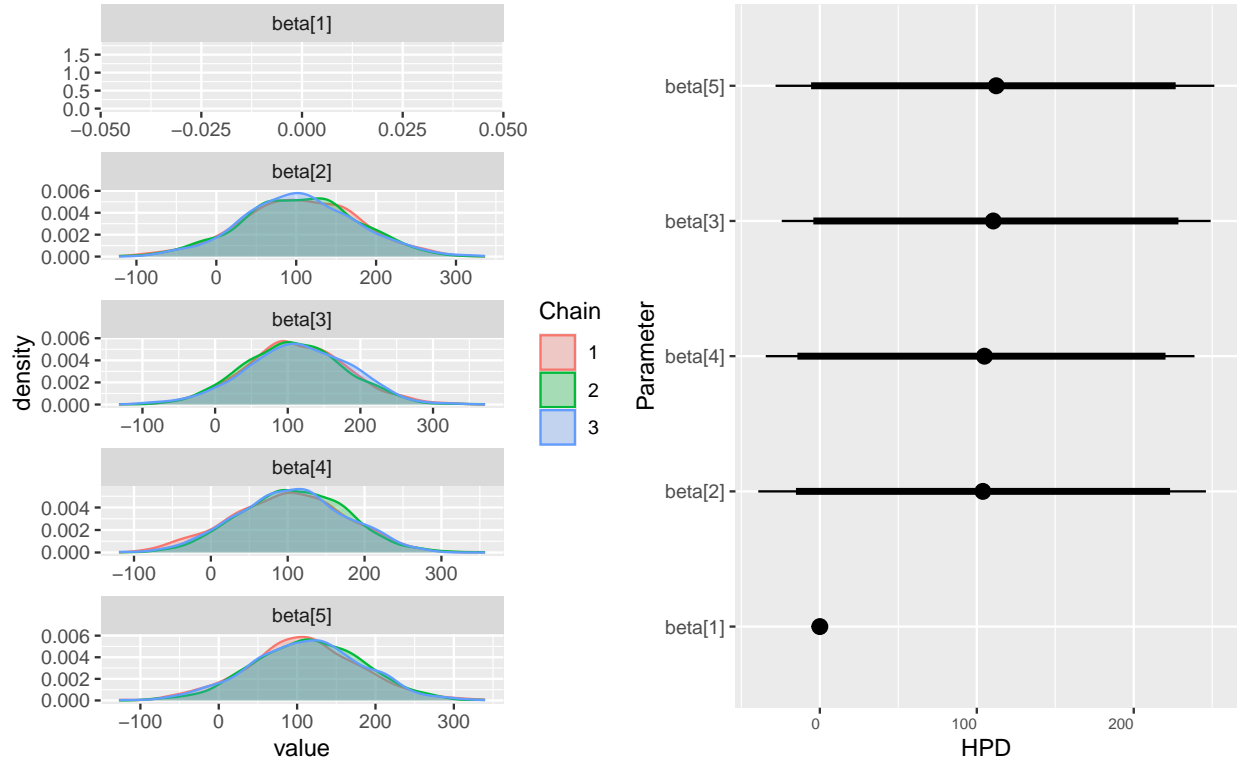 beta[1]
1.5
1.0
0.5
0.0
−0.050 −0.025 0.000 0.025 0.050
beta[2]
0.006
0.004
0.002
0.000
−100 0 100 200 300
beta[3]
0.006
0.004
0.002
0.000
−100 0 100 200 300
beta[4]
0.004
0.002
0.000
−100 0 100 200 300
beta[5]
0.006
0.004
0.002
0.000
−100 0 100 200 300
value
density
Chain
1
2
3
Parameter
beta[5]
beta[3]
beta[4]
beta[2]
beta[1]
0 100 200
HPD